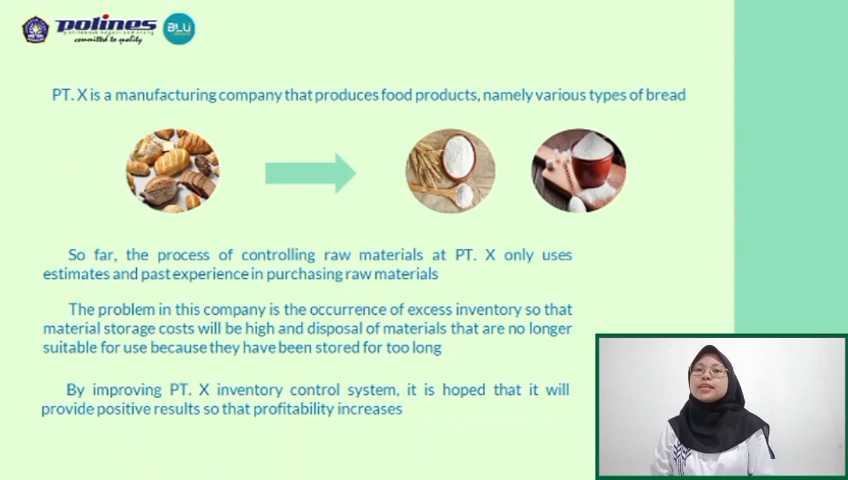 polines
politeknik negeri semarang
committed to quality
BLU
PT. X is a manufacturing company that produces food products, namely various types of bread
So far, the process of controlling raw materials at PT. X only uses
estimates and past experience in purchasing raw materials
The problem in this company is the occurrence of excess inventory so that
material storage costs will be high and disposal of materials that are no longer
suitable for use because they have been stored for too long
By improving PT. X inventory control system, it is hoped that it will
provide positive results so that profitability increases